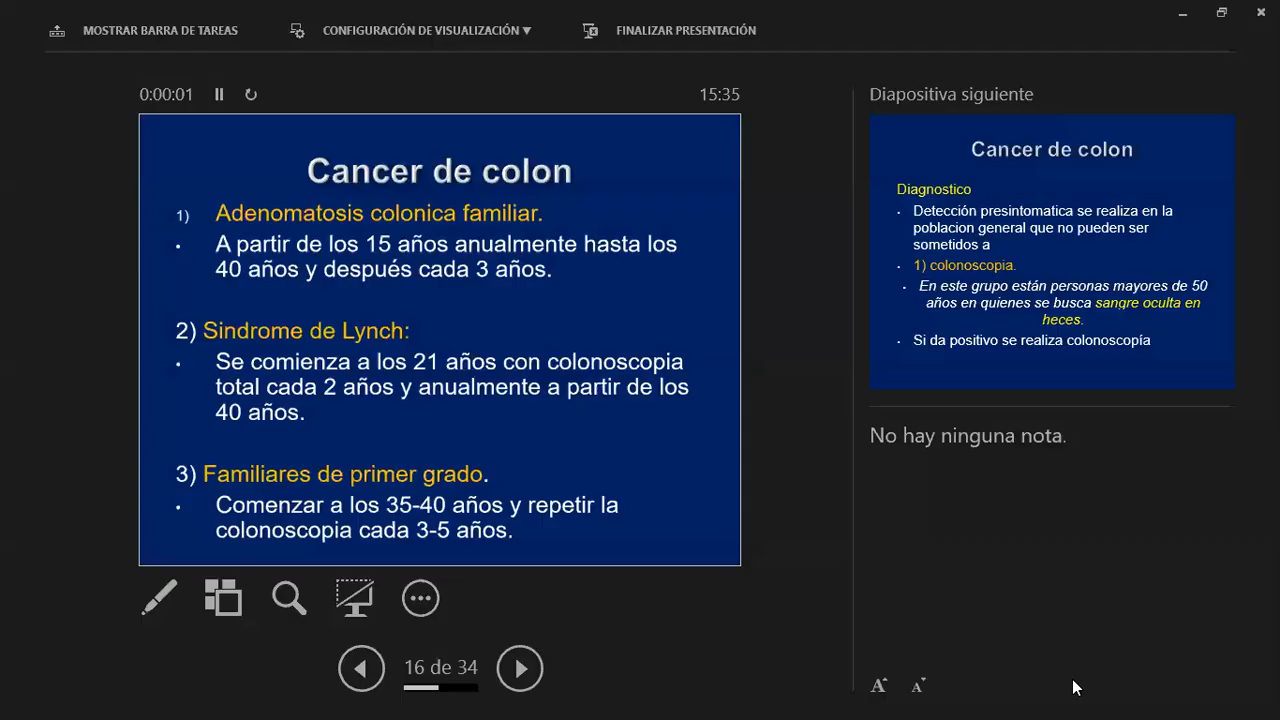 MOSTRAR BARRA DE TAREAS
CONFIGURACIÓN DE VISUALIZACIÓN ▼
FINALIZAR PRESENTACIÓN
0:00:01
15:35
Cancer de colon
1) Adenomatosis colonica familiar.
• A partir de los 15 años anualmente hasta los
40 años y después cada 3 años.
2) Sindrome de Lynch:
• Se comienza a los 21 años con colonoscopia
total cada 2 años y anualmente a partir de los
40 años.
3) Familiares de primer grado.
• Comenzar a los 35-40 años y repetir la
colonoscopia cada 3-5 años.
16 de 34
Diapositiva siguiente
Cancer de colon
Diagnostico
• Detección presintomatica se realiza en la
poblacion general que no pueden ser
sometidos a
• 1) colonoscopia.
• En este grupo están personas mayores de 50
años en quienes se busca sangre oculta en
heces.
• Si da positivo se realiza colonoscopía
No hay ninguna nota.
A A